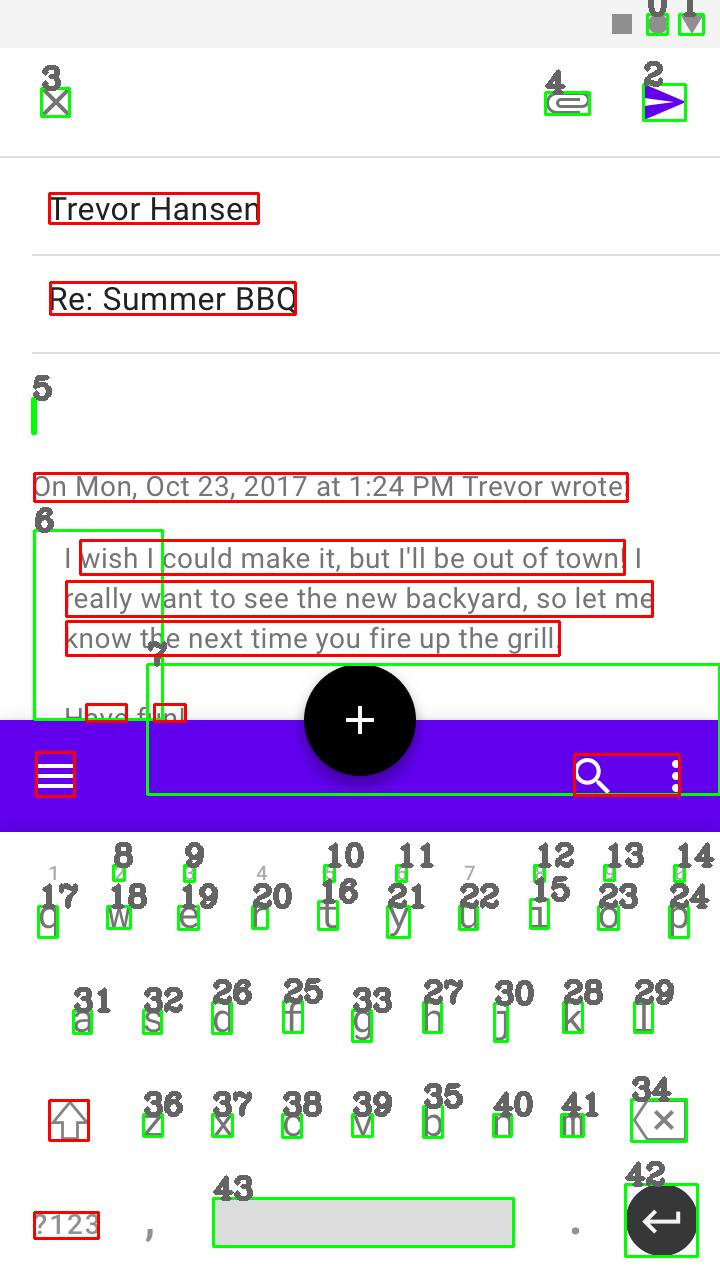 0 1
3 4 2
Trevor Hansen
Re: Summer BBQ
5
On Mon, Oct 23, 2017 at 1:24 PM Trevor wrote:
6
I wish I could make it, but I'll be out of town! I
really want to see the new backyard, so let me
know the next time you fire up the grill.
7
Have fun!
+
8 9 10 11 12 13 14
1 4 7
17 18 19 20 16 21 22 15 23 24
q w e r t y u i o p
31 32 26 25 33 27 30 28 29
a s d f g h j k l
36 37 38 39 35 40 41 34
z x c v b n m
43 42
?123 , .